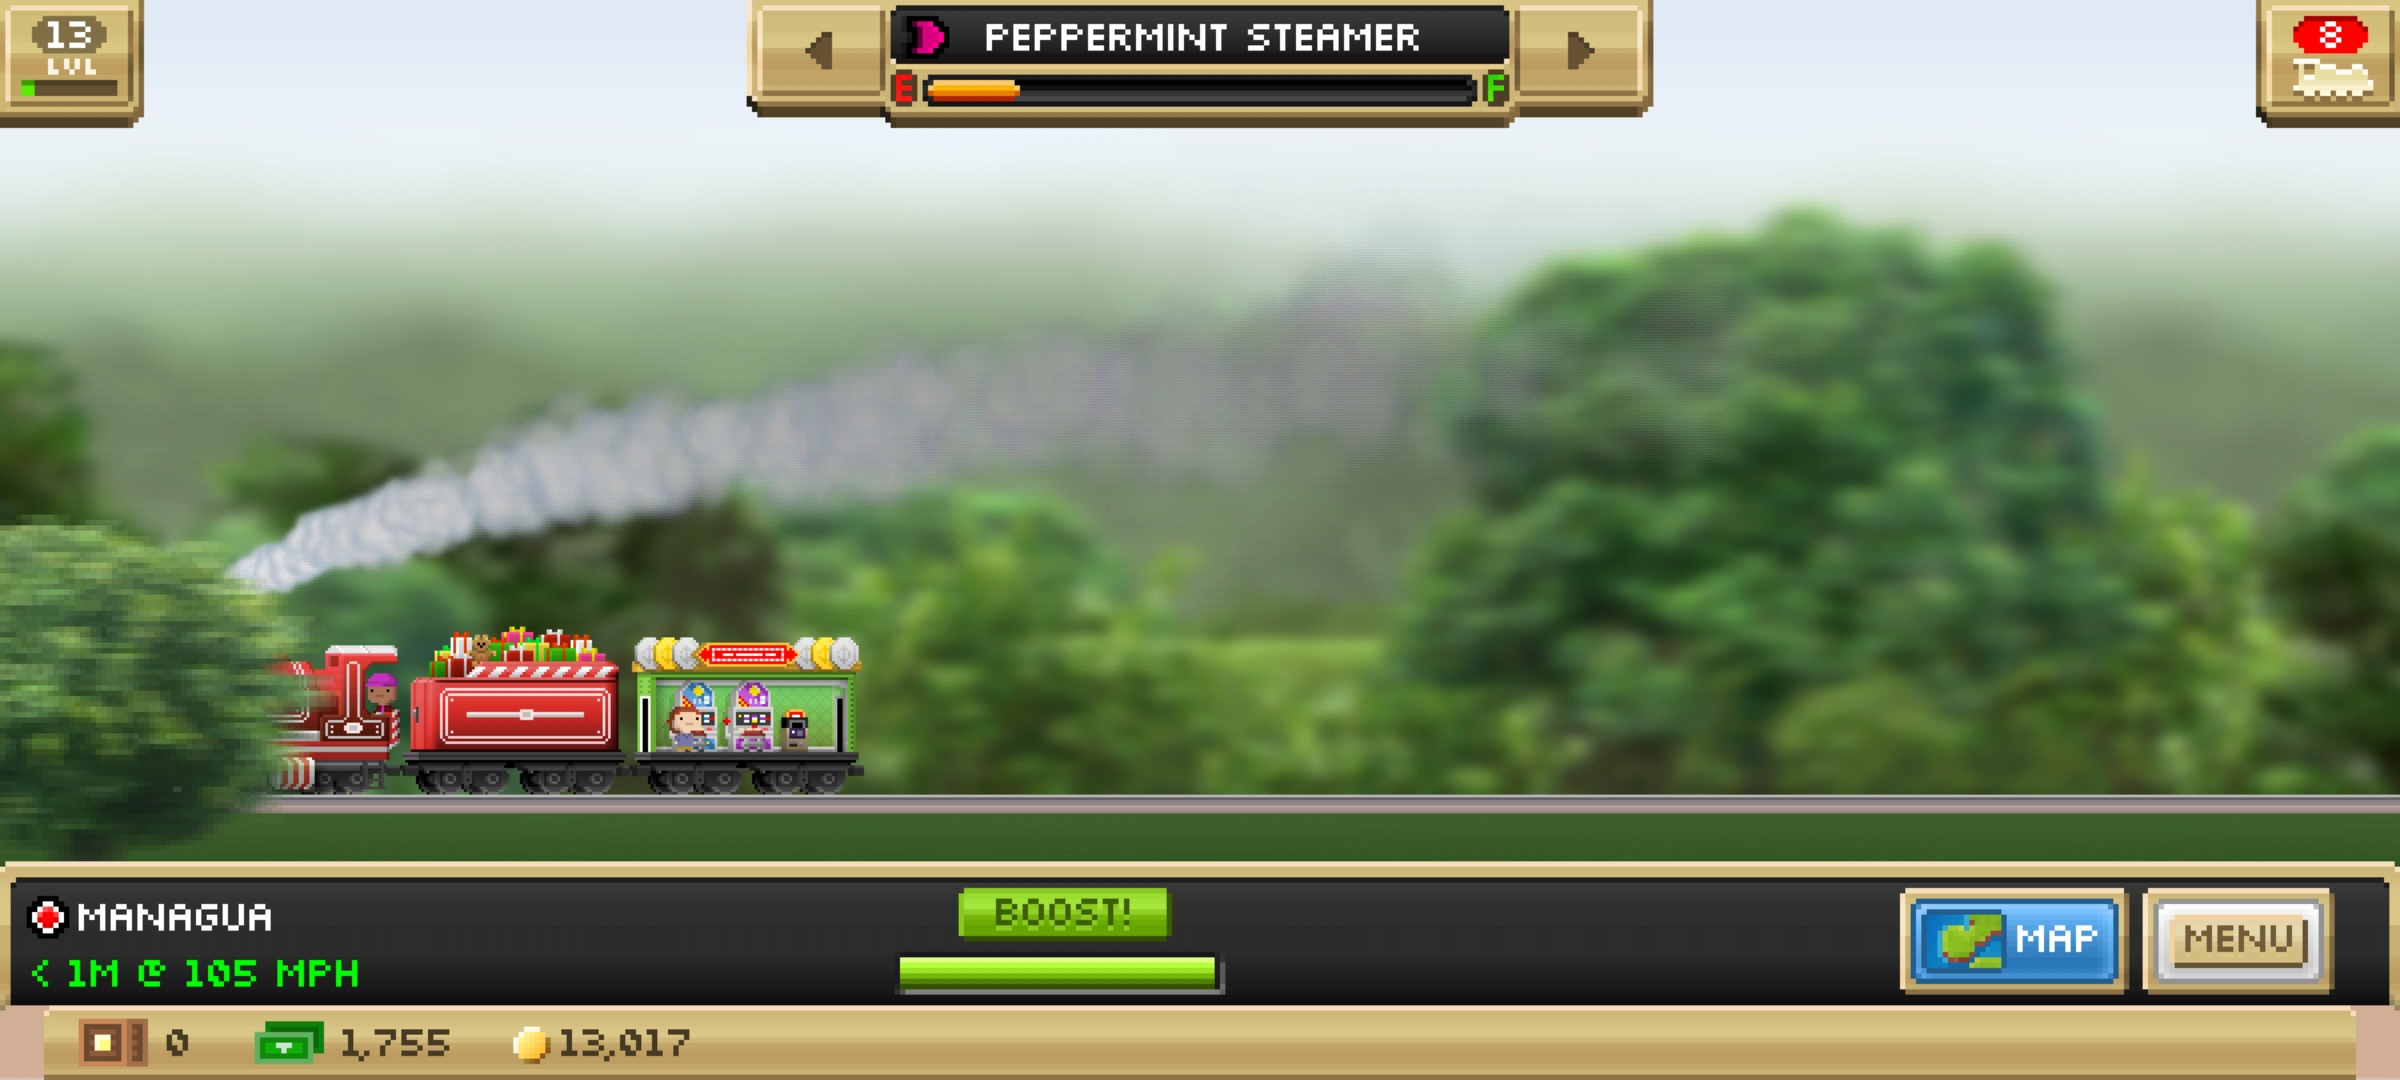 13
LVL
PEPPERMINT STEAMER
E
F
8
MANAGUA
BOOST!
< 1M @ 105 MPH
MAP
MENU
0
1,755
13,017